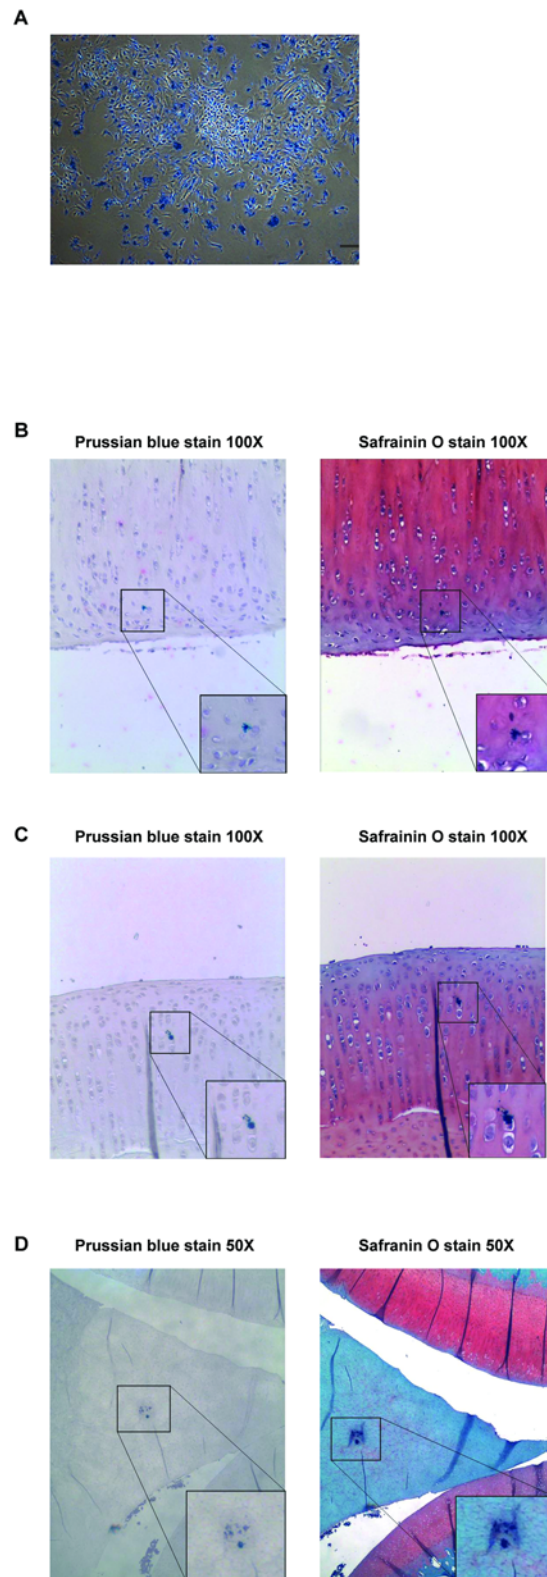 A
B
Prussian blue stain 100X
Safrainin O stain 100X
C
Prussian blue stain 100X
Safrainin O stain 100X
D
Prussian blue stain 50X
Safranin O stain 50X